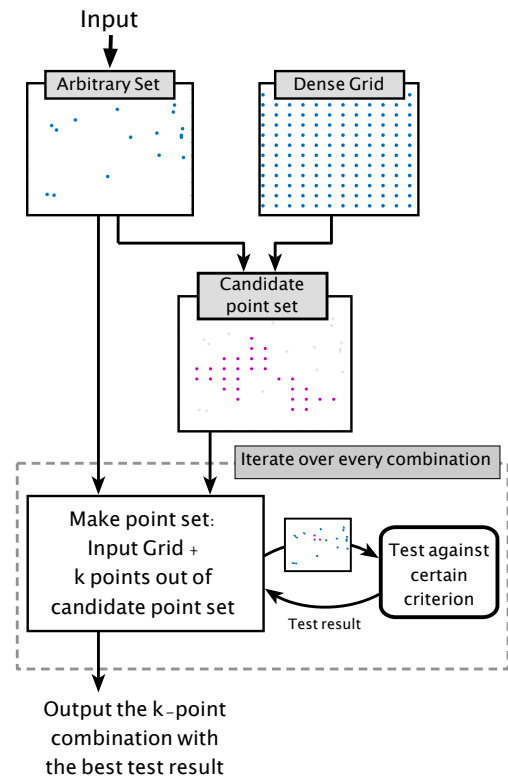 Input
Arbitrary Set
Dense Grid
Candidate
point set
Iterate over every combination
Make point set:
Input Grid +
k points out of
candidate point set
Test against
certain
criterion
Test result
Output the k-point
combination with
the best test result